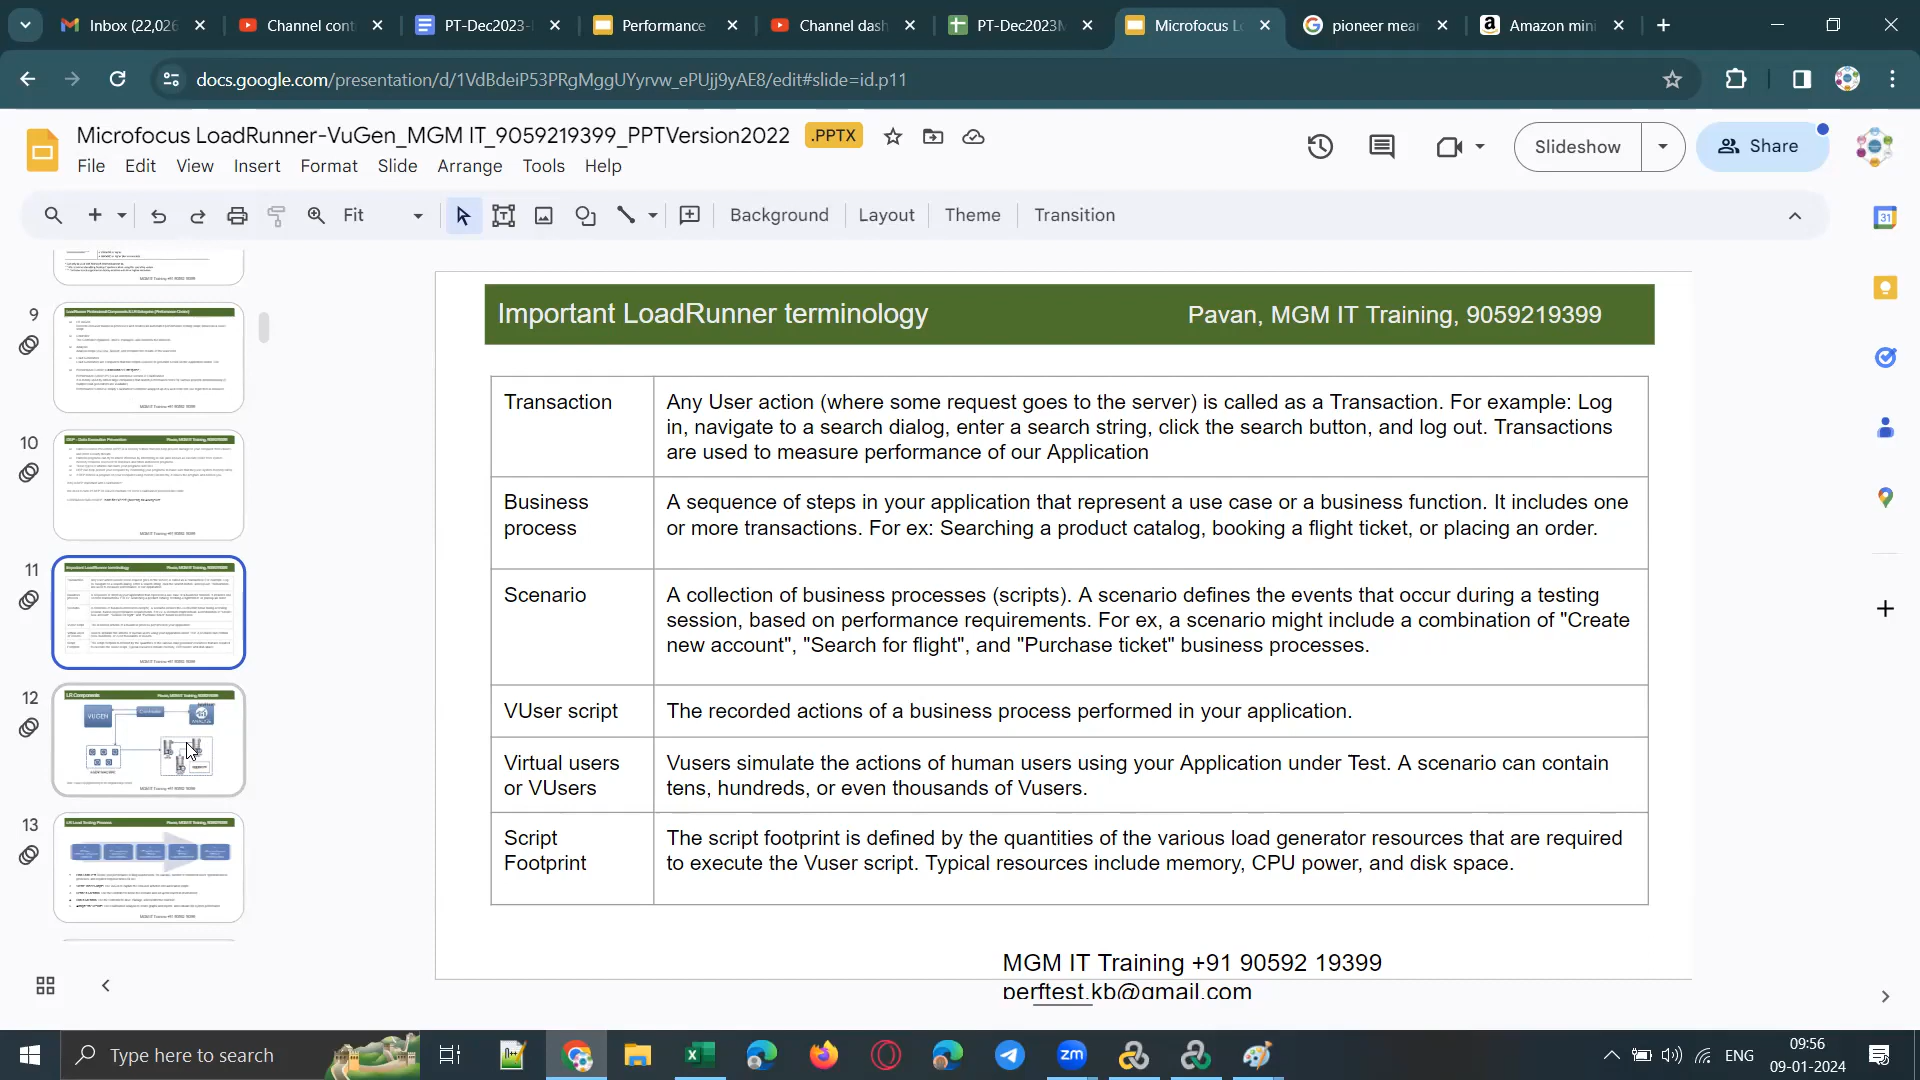 Inbox (22,026
Channel cont
PT-Dec2023-
Performance
Channel dash
PT-Dec2023M
Microfocus Lo
pioneer mear
Amazon mini
docs.google.com/presentation/d/1VdBdeiP53PRgMggUYyrvw_ePUjj9yAE8/edit#slide=id.p11
Microfocus LoadRunner-VuGen_MGM IT_9059219399_PPTVersion2022
.PPTX
File Edit View Insert Format Slide Arrange Tools Help
Slideshow
Share
Fit
Background
Layout
Theme
Transition
9
10
11
12
13
Important LoadRunner terminology
Pavan, MGM IT Training, 9059219399
Transaction
Any User action (where some request goes to the server) is called as a Transaction. For example: Log
in, navigate to a search dialog, enter a search string, click the search button, and log out. Transactions
are used to measure performance of our Application
Business
process
A sequence of steps in your application that represent a use case or a business function. It includes one
or more transactions. For ex: Searching a product catalog, booking a flight ticket, or placing an order.
Scenario
A collection of business processes (scripts). A scenario defines the events that occur during a testing
session, based on performance requirements. For ex, a scenario might include a combination of "Create
new account", "Search for flight", and "Purchase ticket" business processes.
VUser script
The recorded actions of a business process performed in your application.
Virtual users
or VUsers
Vusers simulate the actions of human users using your Application under Test. A scenario can contain
tens, hundreds, or even thousands of Vusers.
Script
Footprint
The script footprint is defined by the quantities of the various load generator resources that are required
to execute the Vuser script. Typical resources include memory, CPU power, and disk space.
MGM IT Training +91 90592 19399
perftest.kb@gmail.com
Type here to search
ENG
09:56
09-01-2024